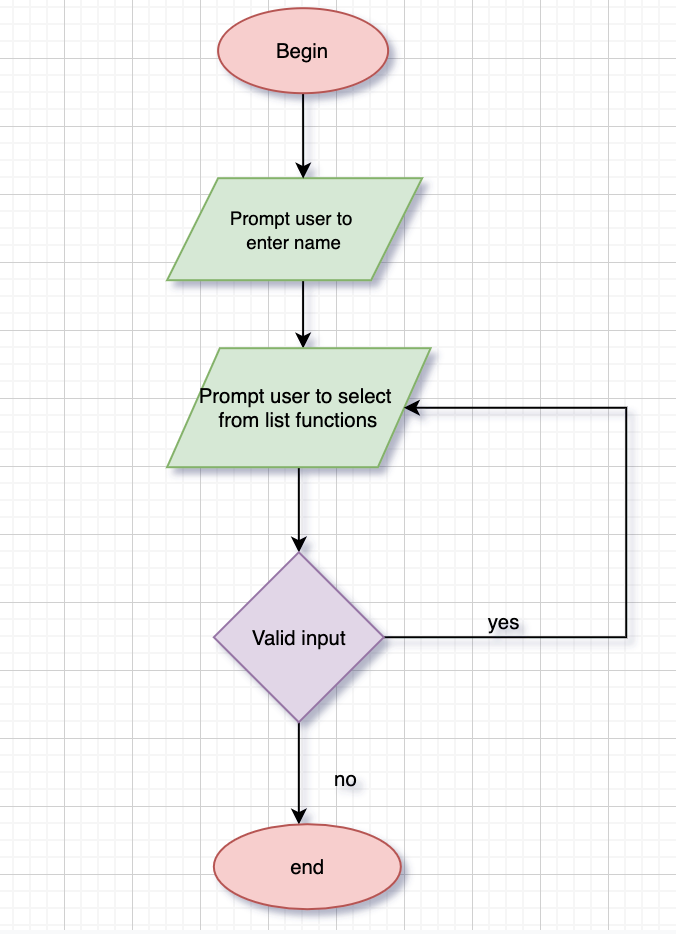 Begin
Prompt user to
enter name
Prompt user to select
from list functions
Valid input
yes
no
end